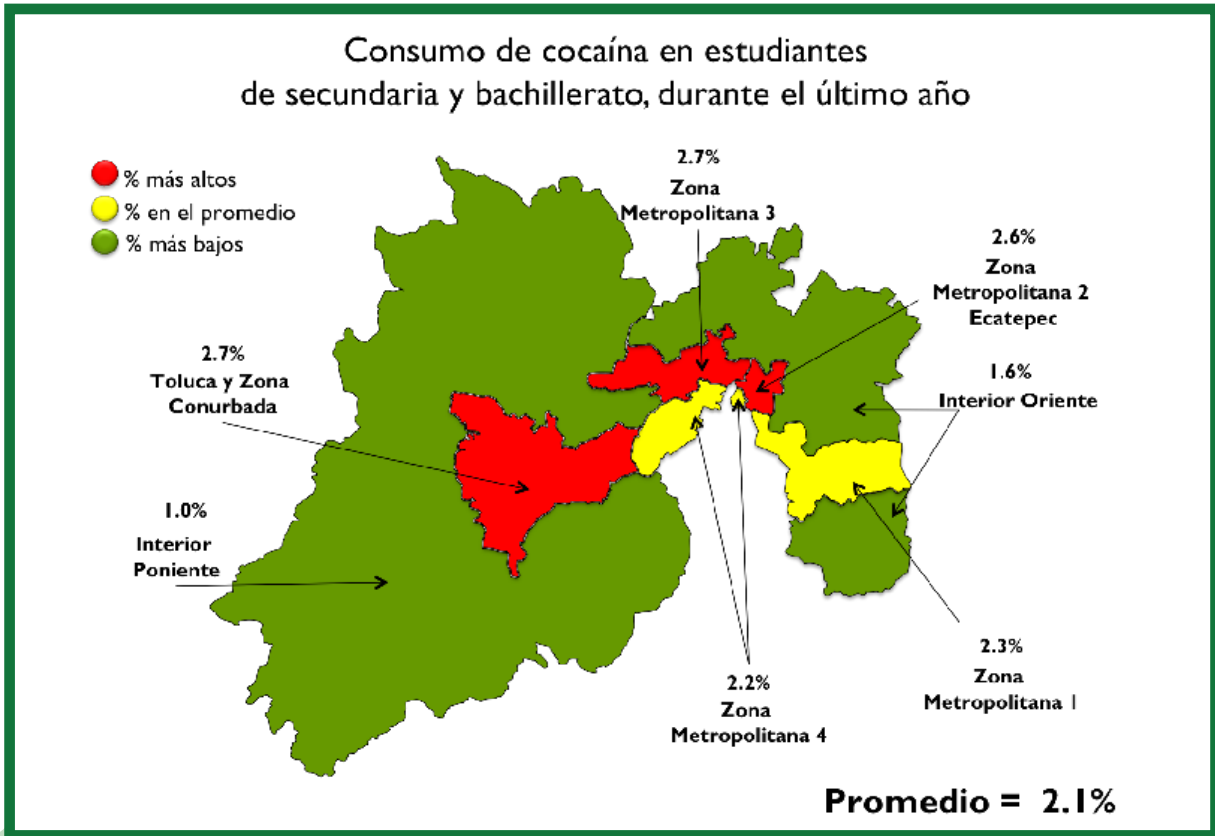 Consumo de cocaína en estudiantes
de secundaria y bachillerato, durante el último año
% más altos
% en el promedio
% más bajos
2.7%
Zona
Metropolitana 3
2.6%
Zona
Metropolitana 2
Ecatepec
2.7%
Toluca y Zona
Conurbada
1.6%
Interior Oriente
1.0%
Interior
Poniente
2.3%
Zona
Metropolitana 1
2.2%
Zona
Metropolitana 4
Promedio = 2.1%